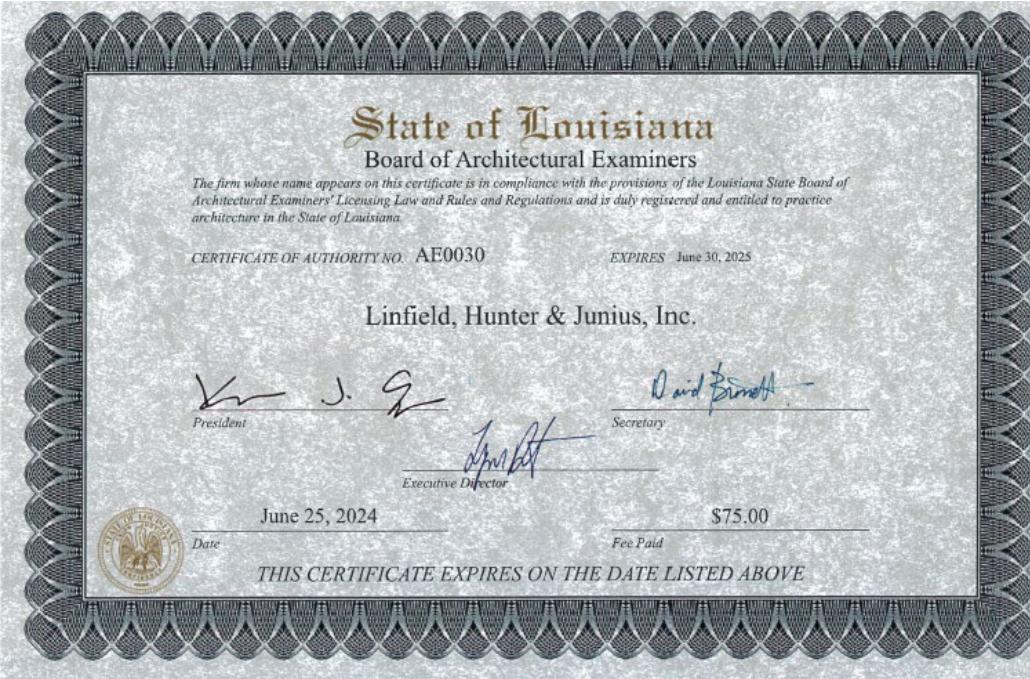 State of Louisiana
Board of Architectural Examiners
The firm whose name appears on this certificate is in compliance with the provisions of the Louisiana State Board of
Architectural Examiners' Licensing Law and Rules and Regulations and is duly registered and entitled to practice
architecture in the State of Louisiana.
CERTIFICATE OF AUTHORITY NO. AE0030 EXPIRES June 30, 2025
Linfield, Hunter & Junius, Inc.
J.
David
President Secretary
Executive Director
June 25, 2024 $75.00
Date Fee Paid
STATE OF LOUISIANA
THIS CERTIFICATE EXPIRES ON THE DATE LISTED ABOVE